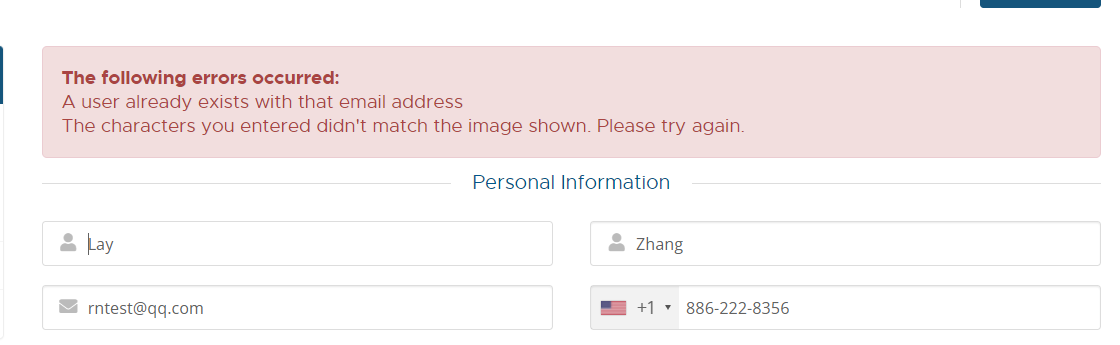 The following errors occurred:
A user already exists with that email address
The characters you entered didn't match the image shown. Please try again.
Personal Information
Lay
Zhang
rntest@qq.com
+1 886-222-8356